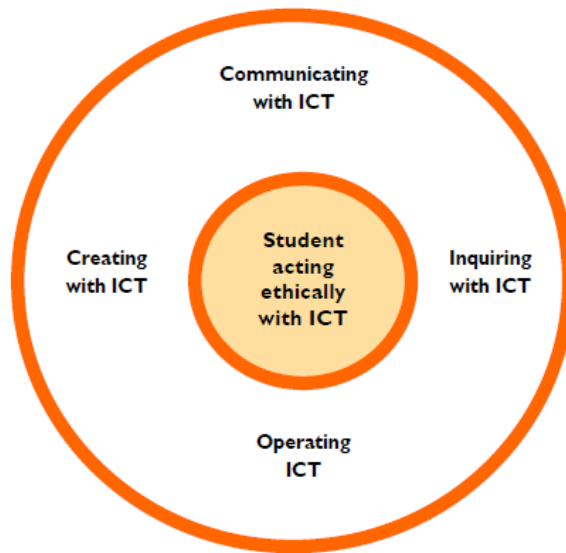 Communicating
with ICT
Creating
with ICT
Student
acting
ethically
with ICT
Inquiring
with ICT
Operating
ICT